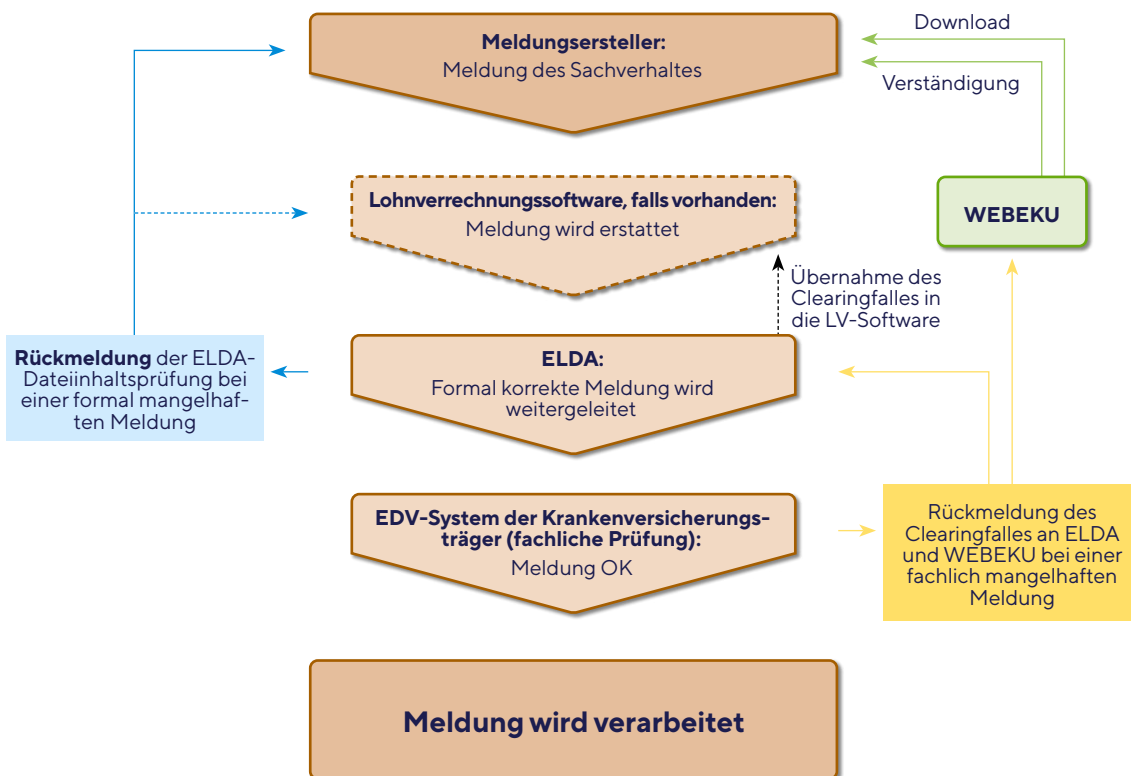 Download
Meldungsersteller:
Meldung des Sachverhaltes
Verständigung
Lohnverrechnungssoftware, falls vorhanden:
Meldung wird erstattet
WEBEKU
Übernahme des
Clearingfalles in
die LV-Software
Rückmeldung der ELDA-
Dateiinhaltsprüfung bei
einer formal mangelhaf-
ten Meldung
ELDA:
Formal korrekte Meldung wird
weitergeleitet
EDV-System der Krankenversicherungs-
träger (fachliche Prüfung):
Meldung OK
Rückmeldung des
Clearingfalles an ELDA
und WEBEKU bei einer
fachlich mangelhaften
Meldung
Meldung wird verarbeitet